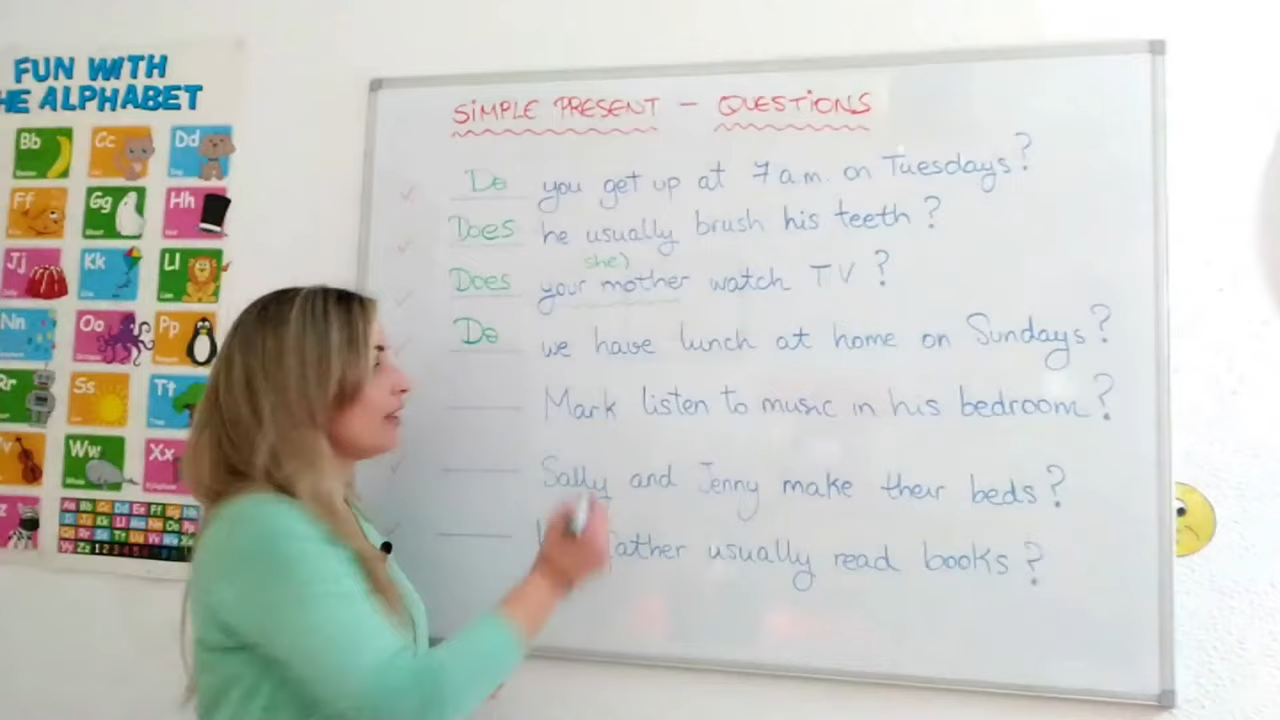 FUN WITH
HE ALPHABET
Bb Cc Dd
Ff Gg Hh
Jj Kk Ll
Nn Oo Pp
Rr Ss Tt
Ww Xx
SiMPLE PRESENT - QUESTiONS
Do you get up at 7 a.m. on Tuesdays?
Does he usually brush his teeth?
she)
Does your mother watch TV?
Do we have lunch at home on Sundays?
____ Mark listen to music in his bedroom?
____ Sally and Jenny make their beds?
____ father usually read books?